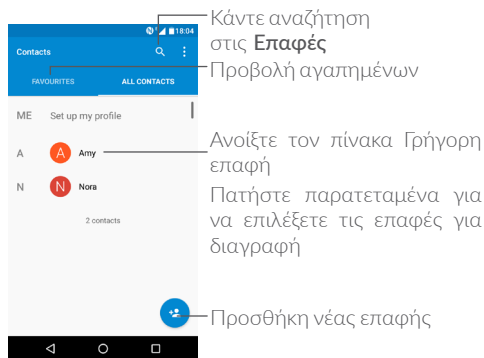 18:04
Contacts
FAVOURITES ALL CONTACTS
ME Set up my profile
A A Amy
N N Nora
2 contacts
Κάντε αναζήτηση
στις Επαφές
Προβολή αγαπημένων
Ανοίξτε τον πίνακα Γρήγορη
επαφή
Πατήστε παρατεταμένα για
να επιλέξετε τις επαφές για
διαγραφή
Προσθήκη νέας επαφής